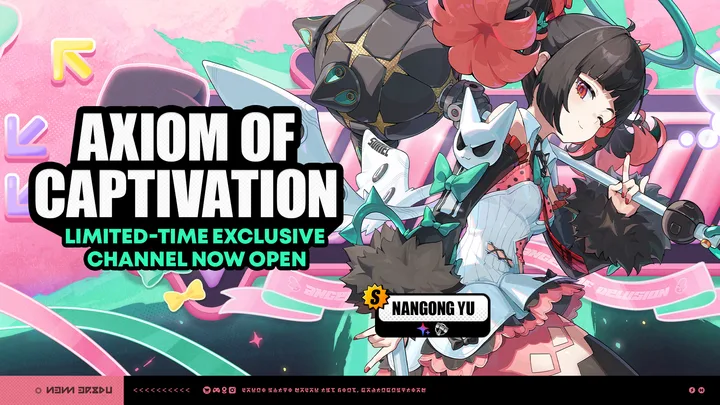 AXIOM OF
CAPTIVATION
LIMITED-TIME EXCLUSIVE
CHANNEL NOW OPEN
S
NANGONG YU